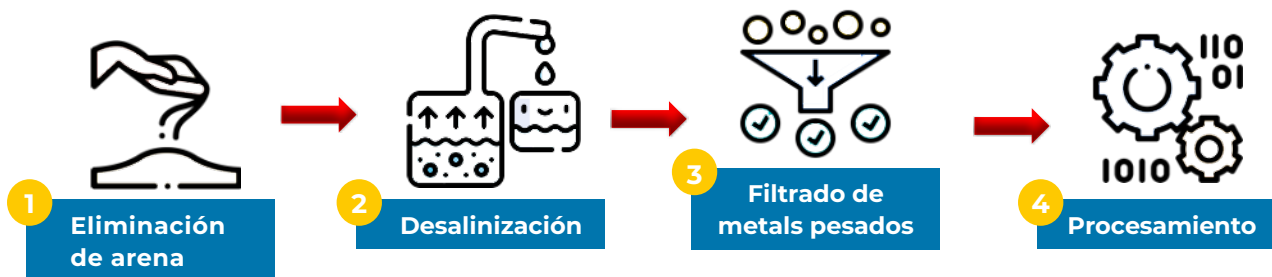 110
01
1010
1
Eliminación
de arena
2
Desalinización
3
Filtrado de
metals pesados
4
Procesamiento